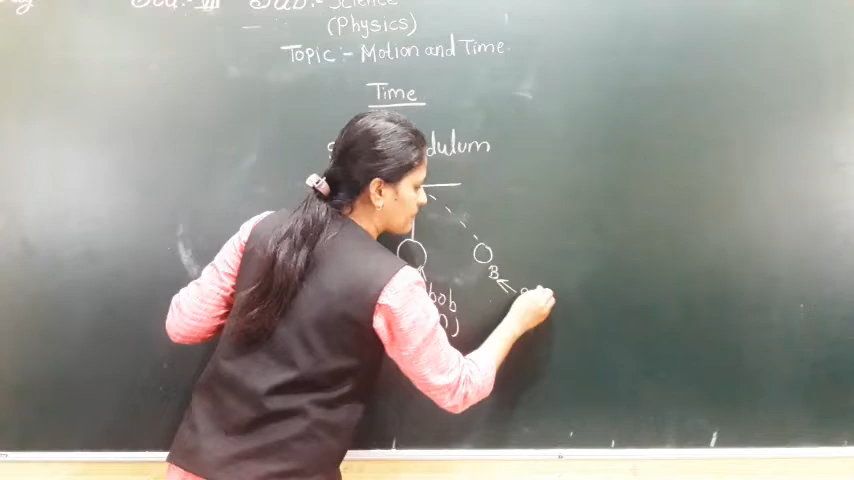 Sub:- Science
(Physics)
Topic:- Motion and Time
Time
dulum
B
bob